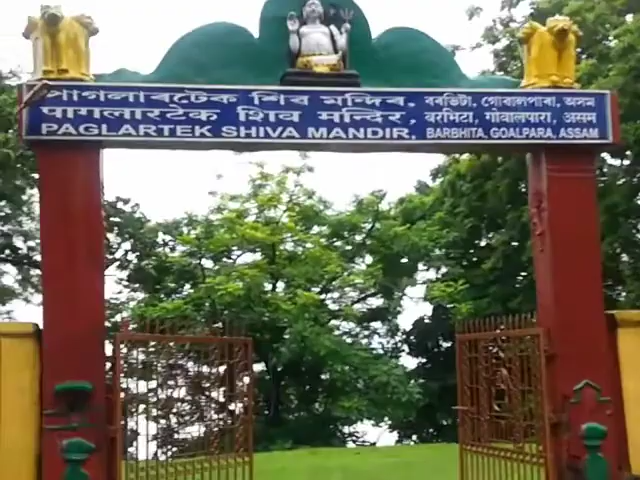 পাগলাৰটেক শিৱ মন্দিৰ, বৰভিটা, গোৱালপাৰা, অসম
पागलारटेक शिव मन्दिर, बरभिटा, गोवालपारा, असम
PAGLARTEK SHIVA MANDIR, BARBHITA, GOALPARA, ASSAM